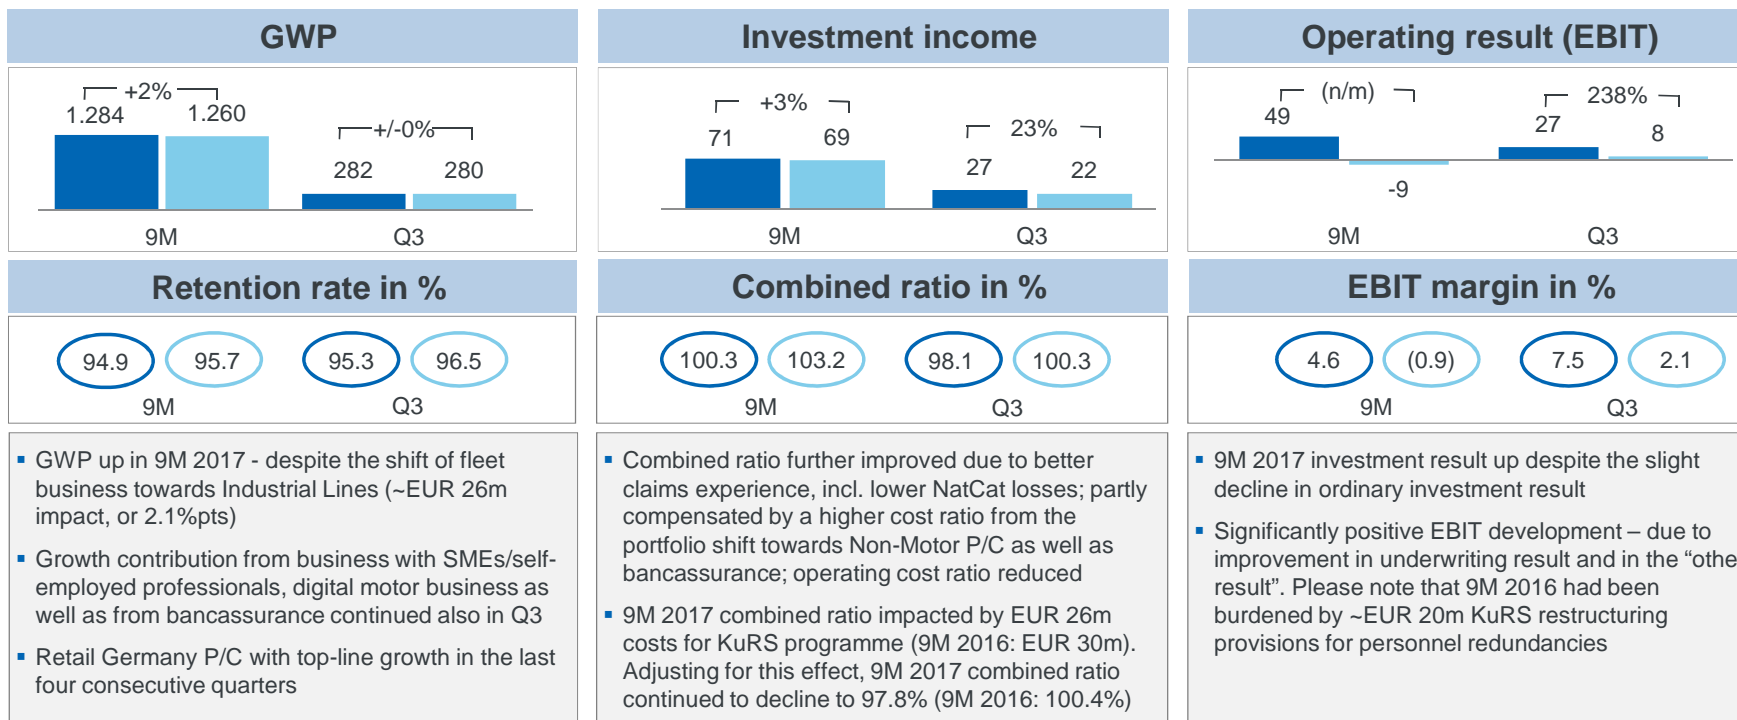 GWP
+2%
1.284
1.260
+/-0%
282
280
9M
Q3
Investment income
+3%
71
69
23%
27
22
9M
Q3
Operating result (EBIT)
(n/m)
49
-9
238%
27
8
9M
Q3
Retention rate in %
94.9
95.7
95.3
96.5
9M
Q3
Combined ratio in %
100.3
103.2
98.1
100.3
9M
Q3
EBIT margin in %
4.6
(0.9)
7.5
2.1
9M
Q3
▪ GWP up in 9M 2017 - despite the shift of fleet
business towards Industrial Lines (~EUR 26m
impact, or 2.1%pts)
▪ Growth contribution from business with SMEs/self-
employed professionals, digital motor business as
well as from bancassurance continued also in Q3
▪ Retail Germany P/C with top-line growth in the last
four consecutive quarters
▪ Combined ratio further improved due to better
claims experience, incl. lower NatCat losses; partly
compensated by a higher cost ratio from the
portfolio shift towards Non-Motor P/C as well as
bancassurance; operating cost ratio reduced
▪ 9M 2017 combined ratio impacted by EUR 26m
costs for KuRS programme (9M 2016: EUR 30m).
Adjusting for this effect, 9M 2017 combined ratio
continued to decline to 97.8% (9M 2016: 100.4%)
▪ 9M 2017 investment result up despite the slight
decline in ordinary investment result
▪ Significantly positive EBIT development – due to
improvement in underwriting result and in the “othe
result”. Please note that 9M 2016 had been
burdened by ~EUR 20m KuRS restructuring
provisions for personnel redundancies